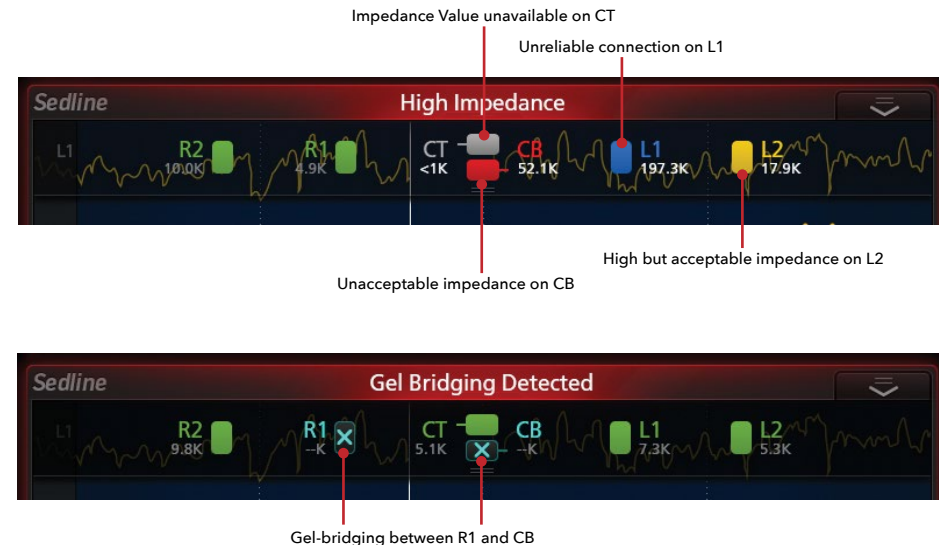 Impedance Value unavailable on CT
Unreliable connection on L1
Sedline High Impedance
L1 R2 R1 CT CB L1 L2
10.0K 4.9K <1K 52.1K 197.3K 17.9K
High but acceptable impedance on L2
Unacceptable impedance on CB
Sedline Gel Bridging Detected
L1 R2 R1 CT CB L1 L2
9.8K --K 5.1K --K 7.3K 5.3K
Gel-bridging between R1 and CB